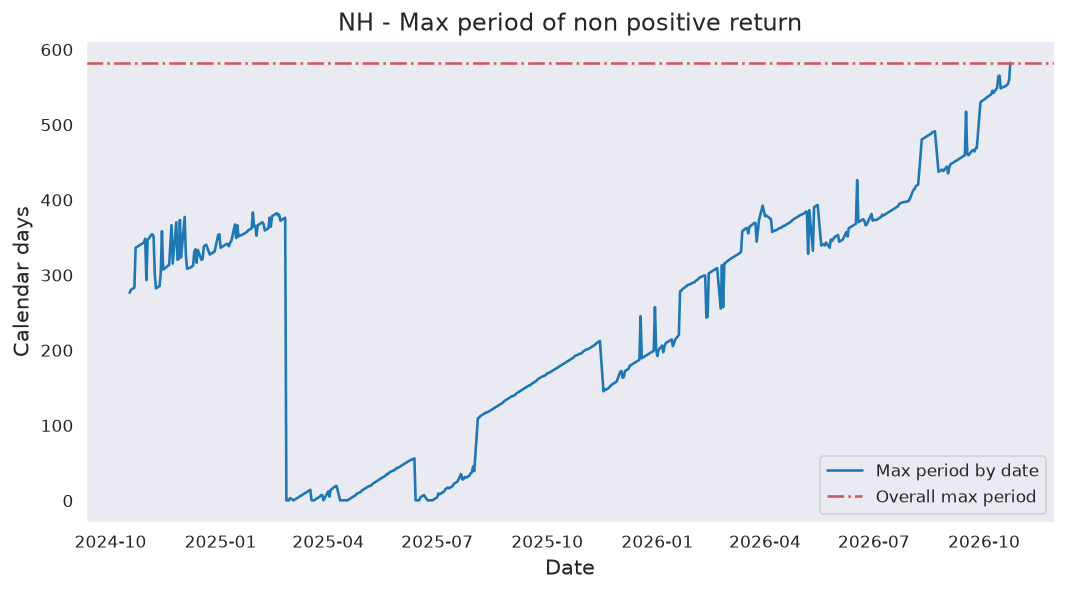 NH - Max period of non positive return
600
500
400
300
200
100
0
Calendar days
Max period by date
Overall max period
2024-10 2025-01 2025-04 2025-07 2025-10 2026-01 2026-04 2026-07 2026-10
Date